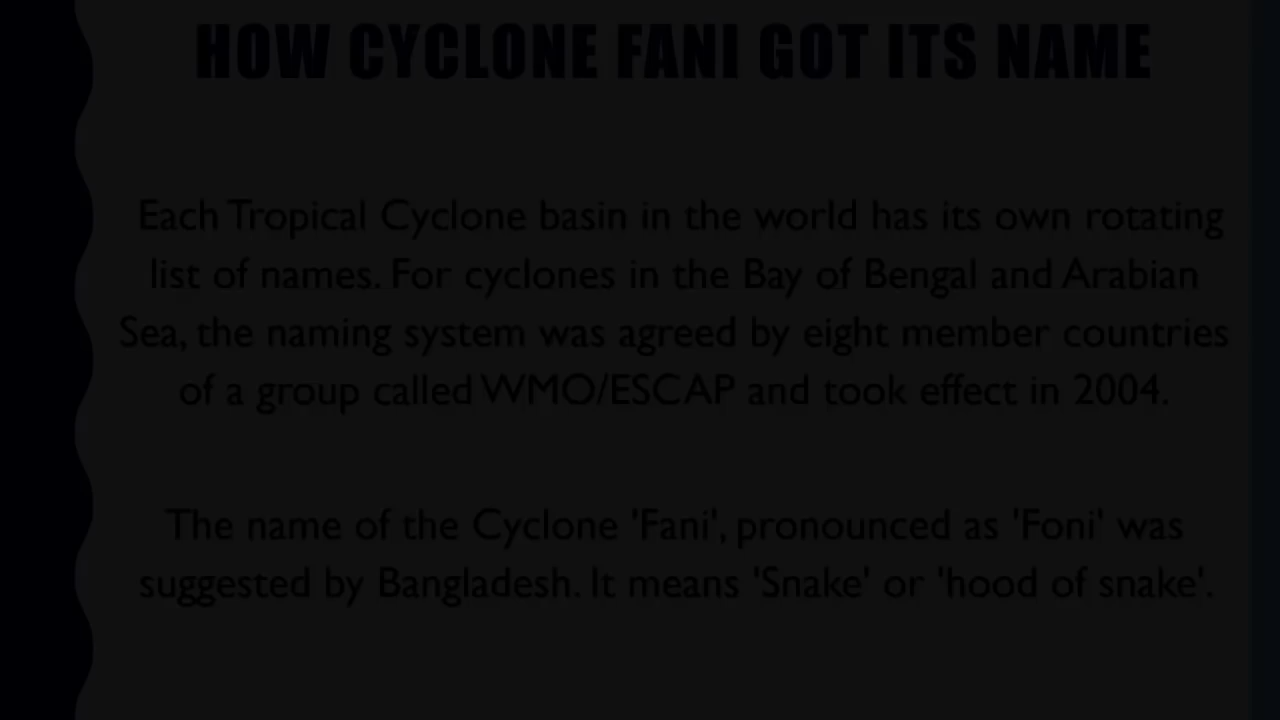 HOW CYCLONE FANI GOT ITS NAME
Each Tropical Cyclone basin in the world has its own rotating
list of names. For cyclones in the Bay of Bengal and Arabian
Sea, the naming system was agreed by eight member countries
of a group called WMO/ESCAP and took effect in 2004.
The name of the Cyclone 'Fani', pronounced as 'Foni' was
suggested by Bangladesh. It means 'Snake' or 'hood of snake'.